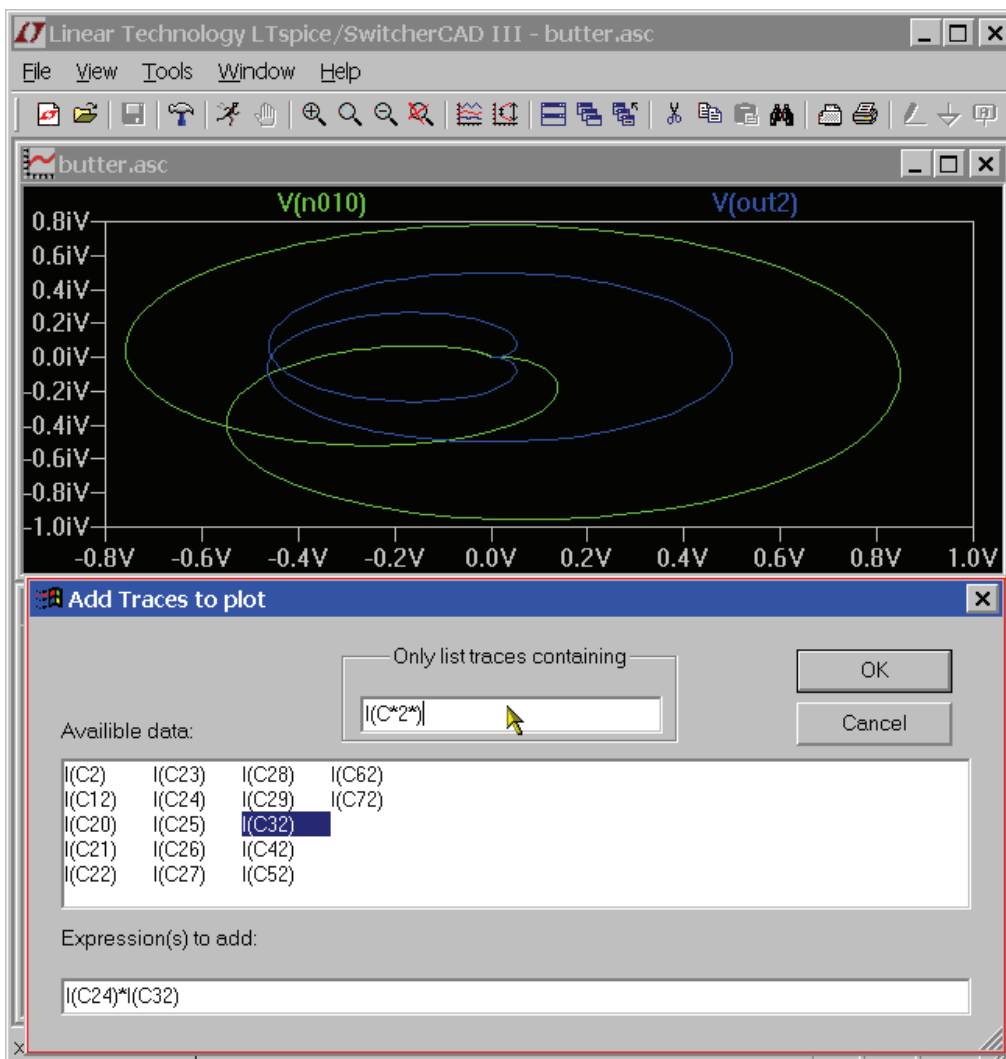 Linear Technology LTspice/SwitcherCAD III - butter.asc
File View Tools Window Help
butter.asc
V(n010) V(out2)
0.8iV
0.6iV
0.4iV
0.2iV
0.0iV
-0.2iV
-0.4iV
-0.6iV
-0.8iV
-1.0iV
-0.8V -0.6V -0.4V -0.2V 0.0V 0.2V 0.4V 0.6V 0.8V 1.0V
Add Traces to plot
Only list traces containing
OK
I(C*2*)
Cancel
Availible data:
I(C2) I(C23) I(C28) I(C62)
I(C12) I(C24) I(C29) I(C72)
I(C20) I(C25) I(C32)
I(C21) I(C26) I(C42)
I(C22) I(C27) I(C52)
Expression(s) to add:
I(C24)*I(C32)
x